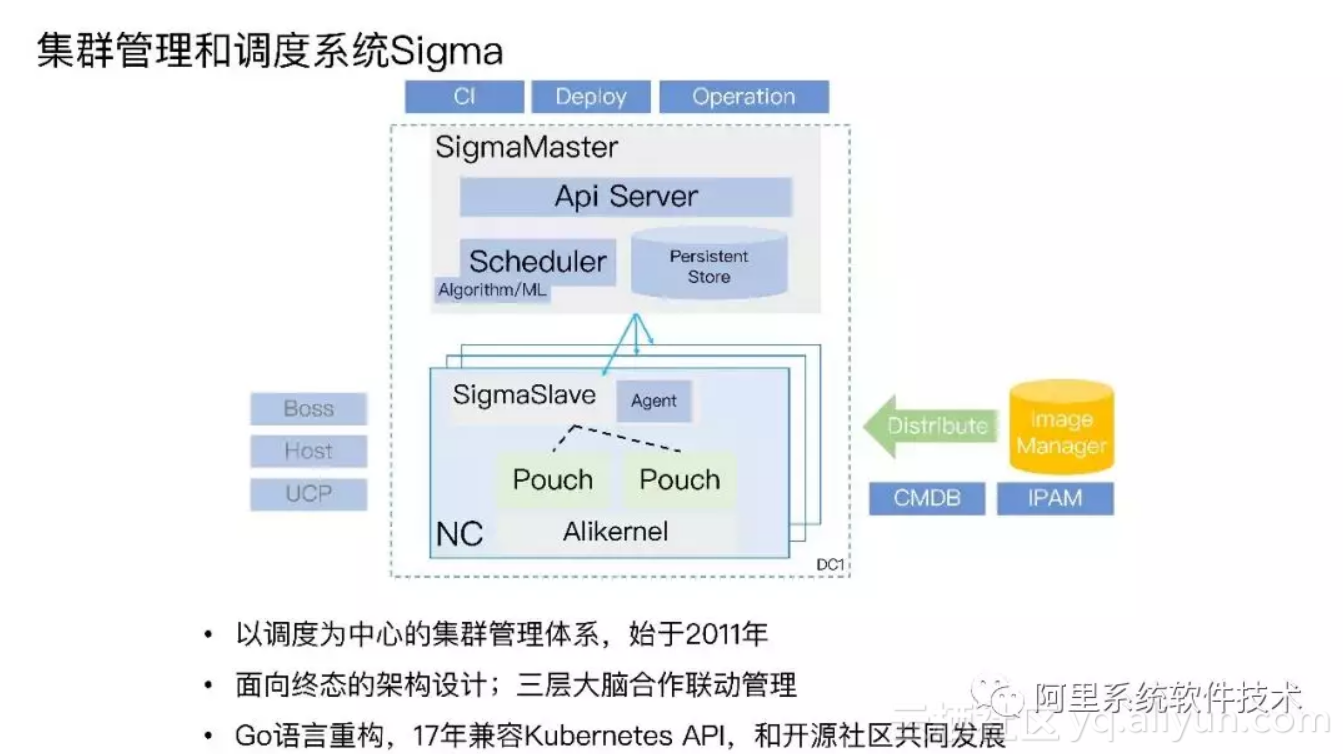 集群管理和调度系统Sigma
CI
Deploy
Operation
SigmaMaster
Api Server
Scheduler
Algorithm/ML
Persistent
Store
SigmaSlave
Agent
Pouch
Pouch
NC
Alikernel
DC1
Boss
Host
UCP
Distribute
Image
Manager
CMDB
IPAM
• 以调度为中心的集群管理体系，始于2011年
• 面向终态的架构设计；三层大脑合作联动管理
• Go语言重构，17年兼容Kubernetes API，和开源社区共同发展
阿里系统软件技术
云栖社区 yq.aliyun.com